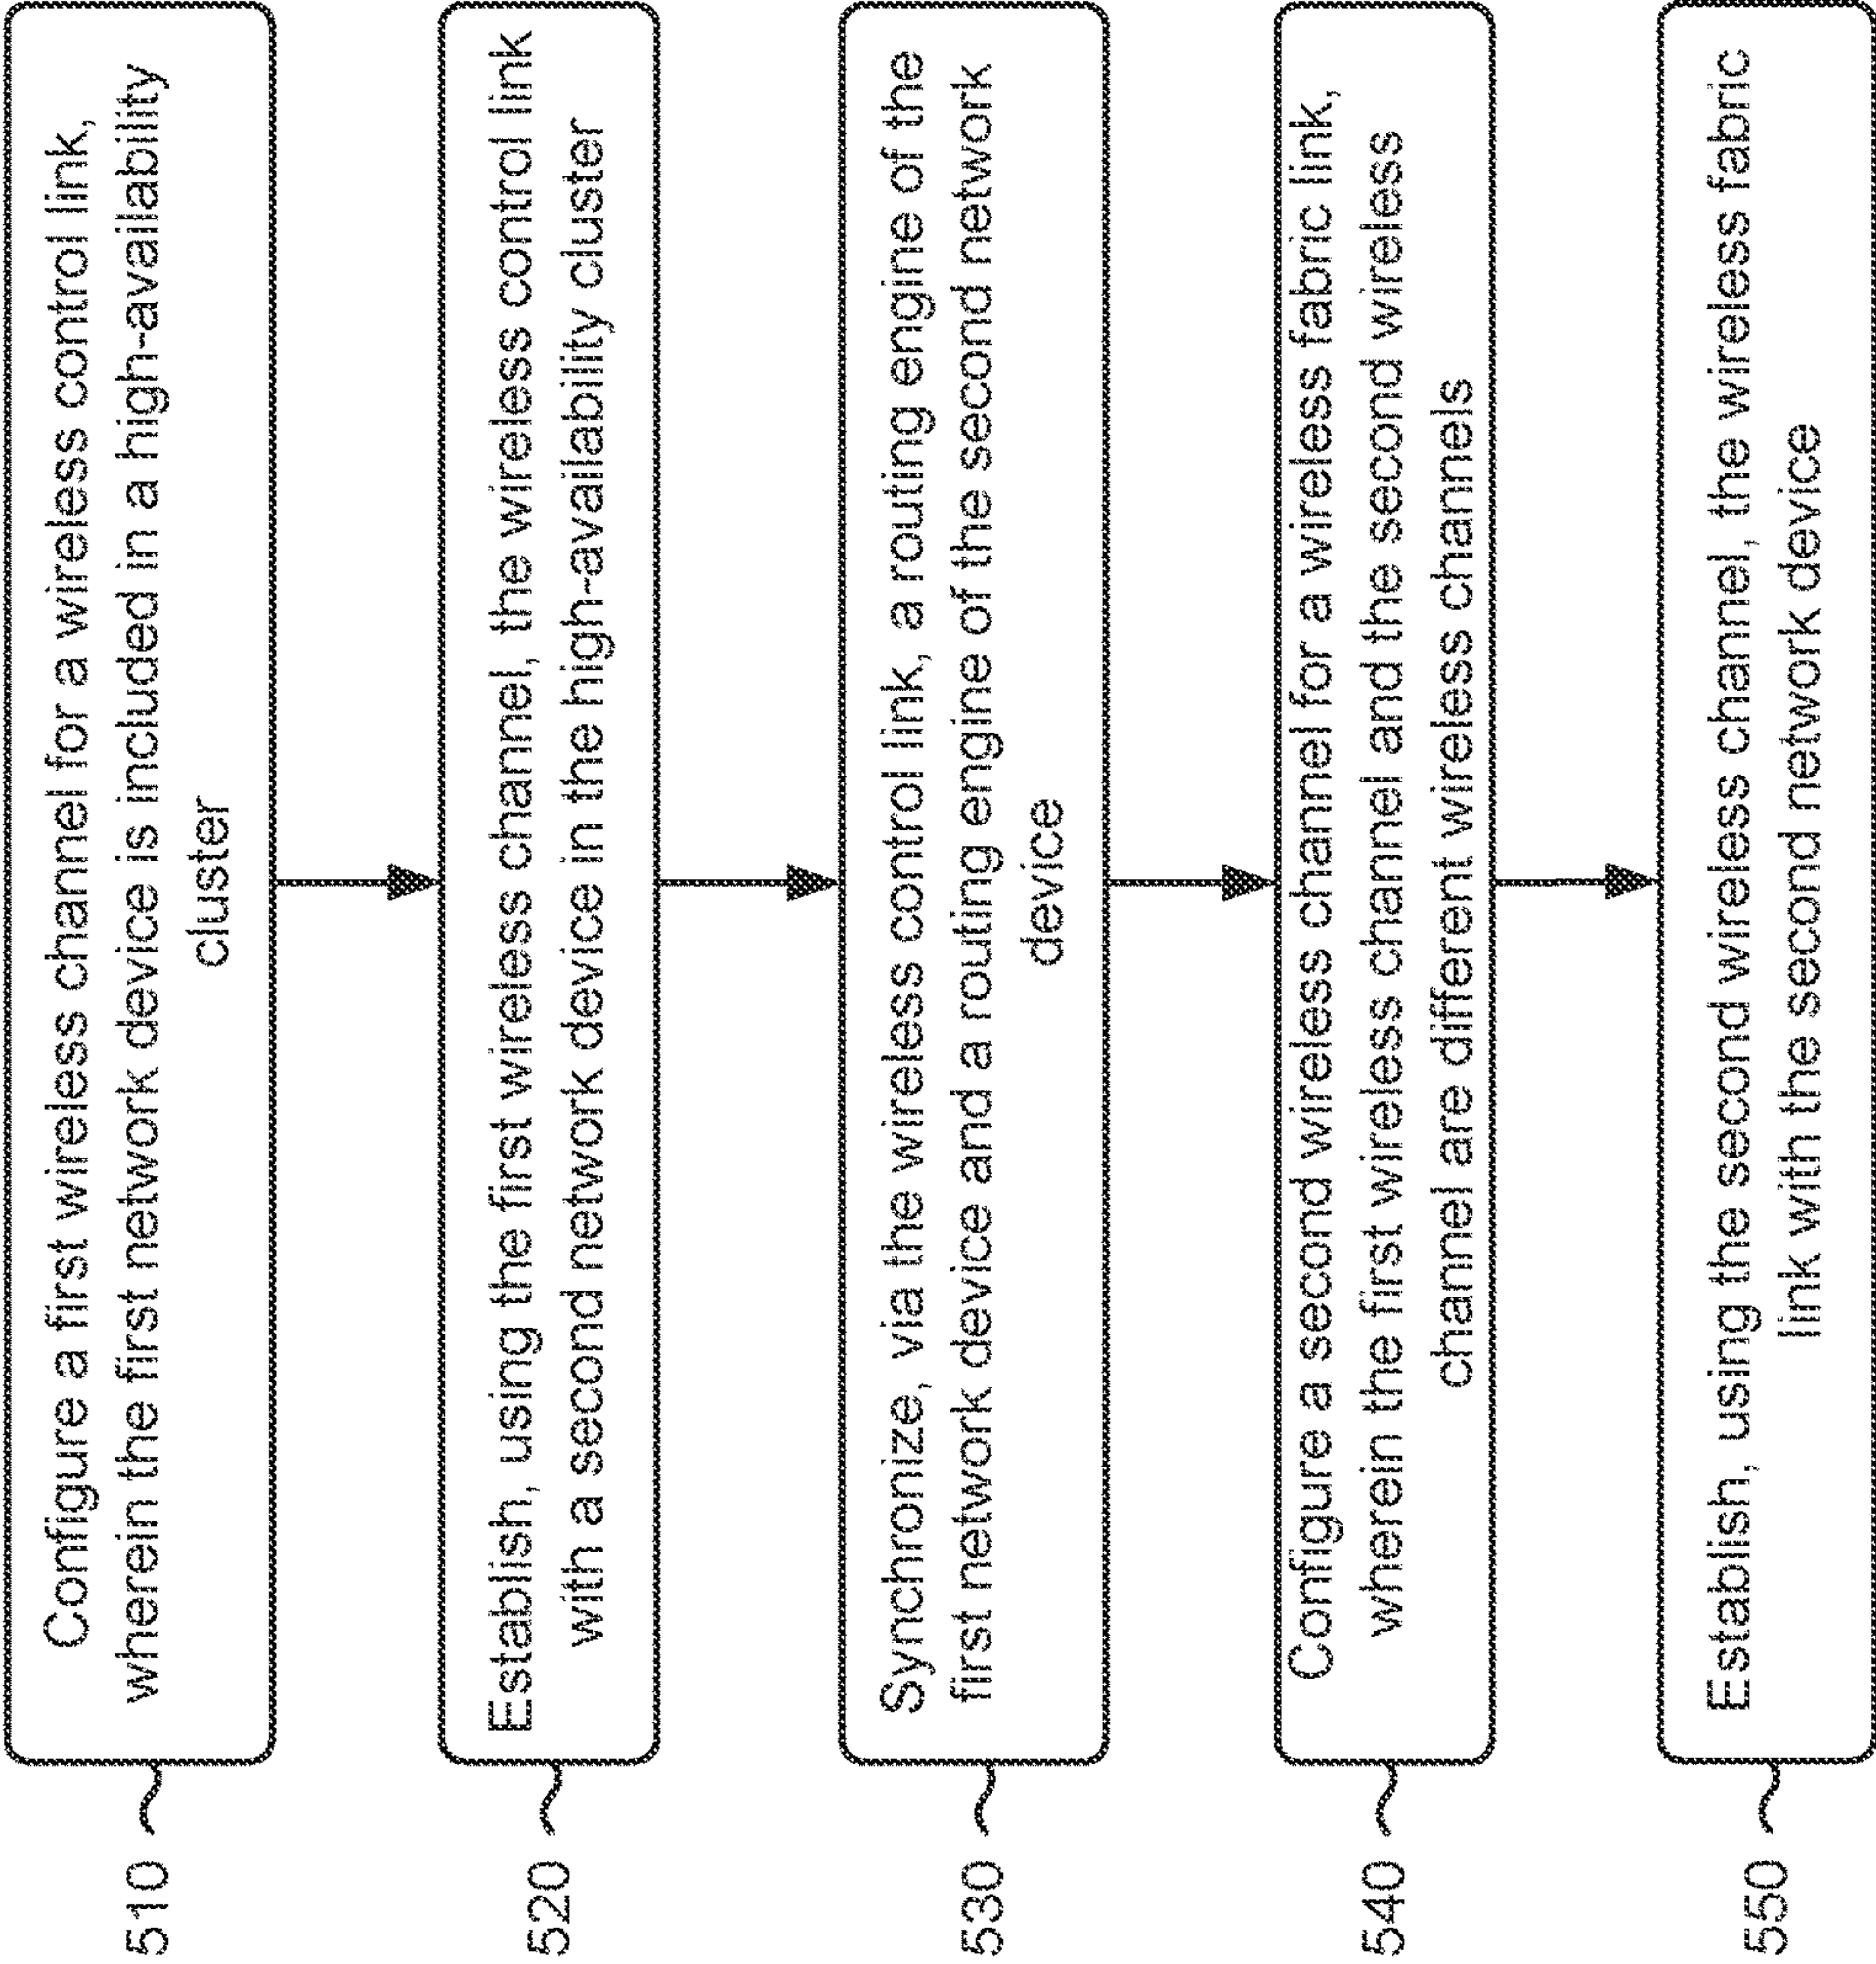 510
Configure a first wireless channel for a wireless control link,
wherein the first network device is included in a high-availability
cluster
520
Establish, using the first wireless channel, the wireless control link
with a second network device in the high-availability cluster
530
Synchronize, via the wireless control link, a routing engine of the
first network device and a routing engine of the second network
device
540
Configure a second wireless channel for a wireless fabric link,
wherein the first wireless channel and the second wireless
channel are different wireless channels
550
Establish, using the second wireless channel, the wireless fabric
link with the second network device